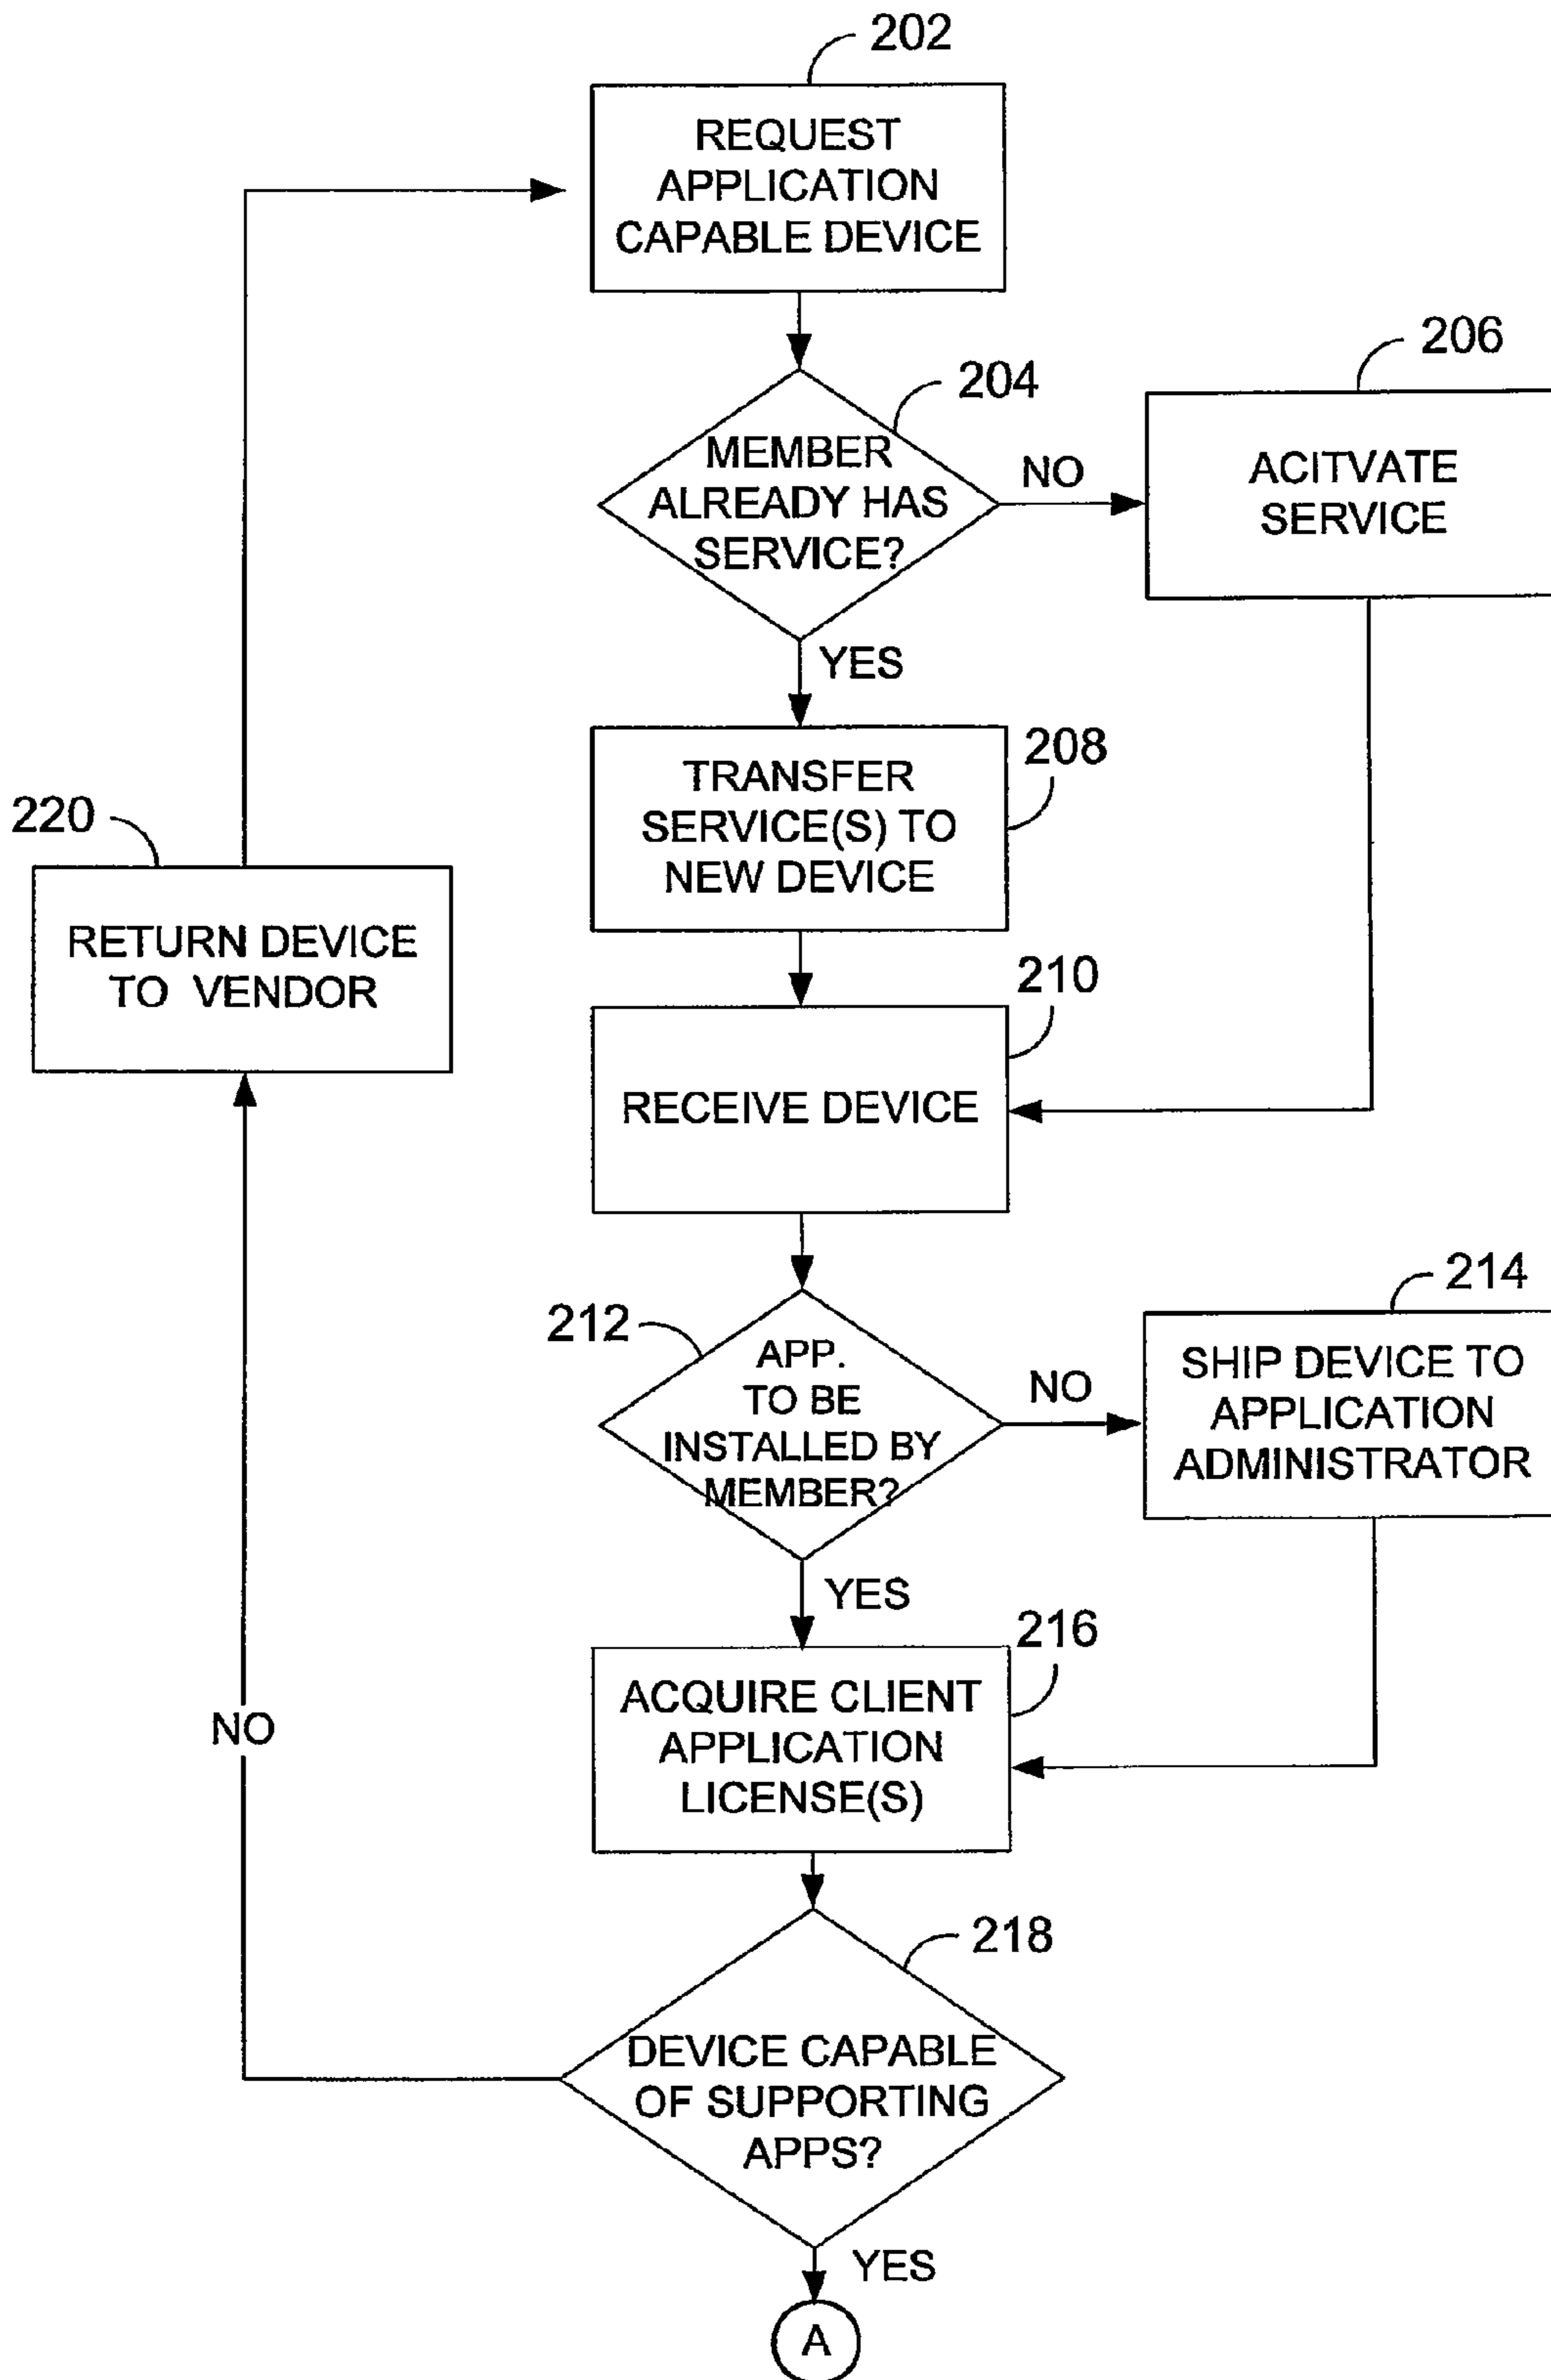 202
REQUEST
APPLICATION
CAPABLE DEVICE
204
MEMBER
ALREADY HAS
SERVICE?
NO
206
ACITVATE
SERVICE
YES
208
TRANSFER
SERVICE(S) TO
NEW DEVICE
220
RETURN DEVICE
TO VENDOR
210
RECEIVE DEVICE
212
APP.
TO BE
INSTALLED BY
MEMBER?
NO
214
SHIP DEVICE TO
APPLICATION
ADMINISTRATOR
YES
216
ACQUIRE CLIENT
APPLICATION
LICENSE(S)
NO
218
DEVICE CAPABLE
OF SUPPORTING
APPS?
YES
A